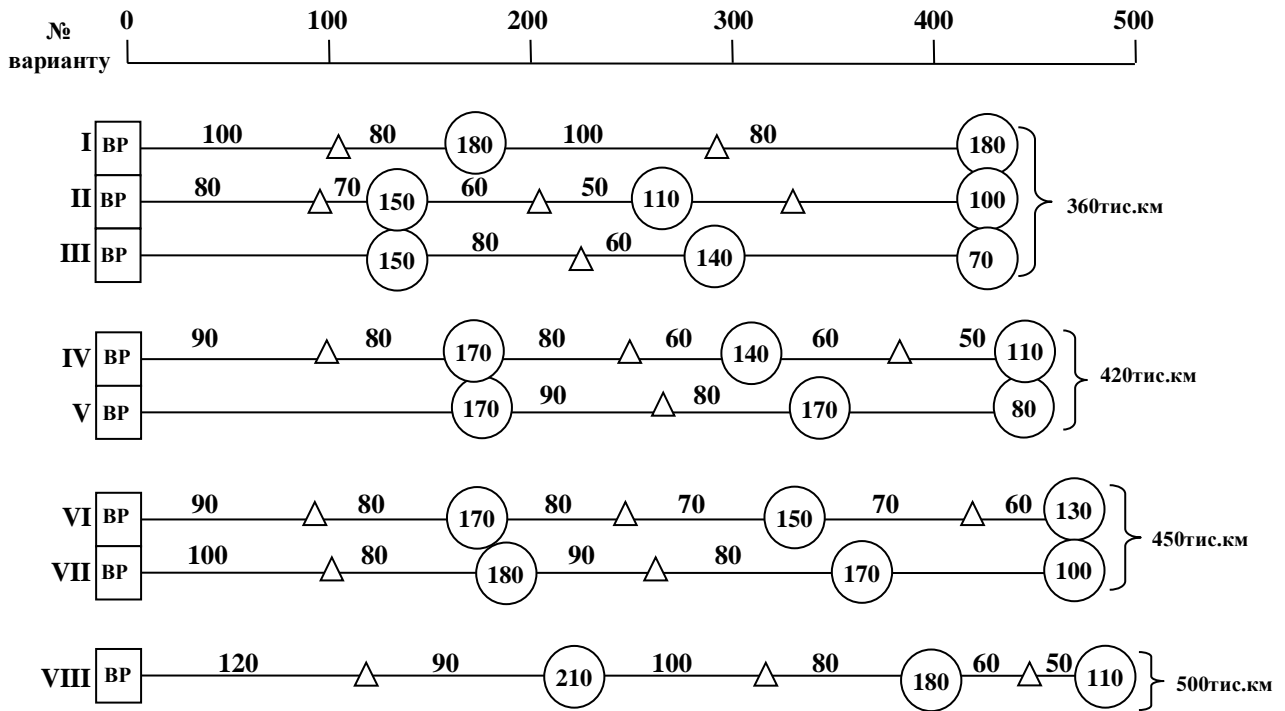 № варианту 0 100 200 300 400 500
I ВР 100 80 180 100 80 180
II ВР 80 70 150 60 50 110 100
360тис.км
III ВР 150 80 60 140 70
IV ВР 90 80 170 80 60 140 60 50 110
420тис.км
V ВР 170 90 80 170 80
VI ВР 90 80 170 80 70 150 70 60 130
450тис.км
VII ВР 100 80 180 90 80 170 100
VIII ВР 120 90 210 100 80 180 60 50 110
500тис.км